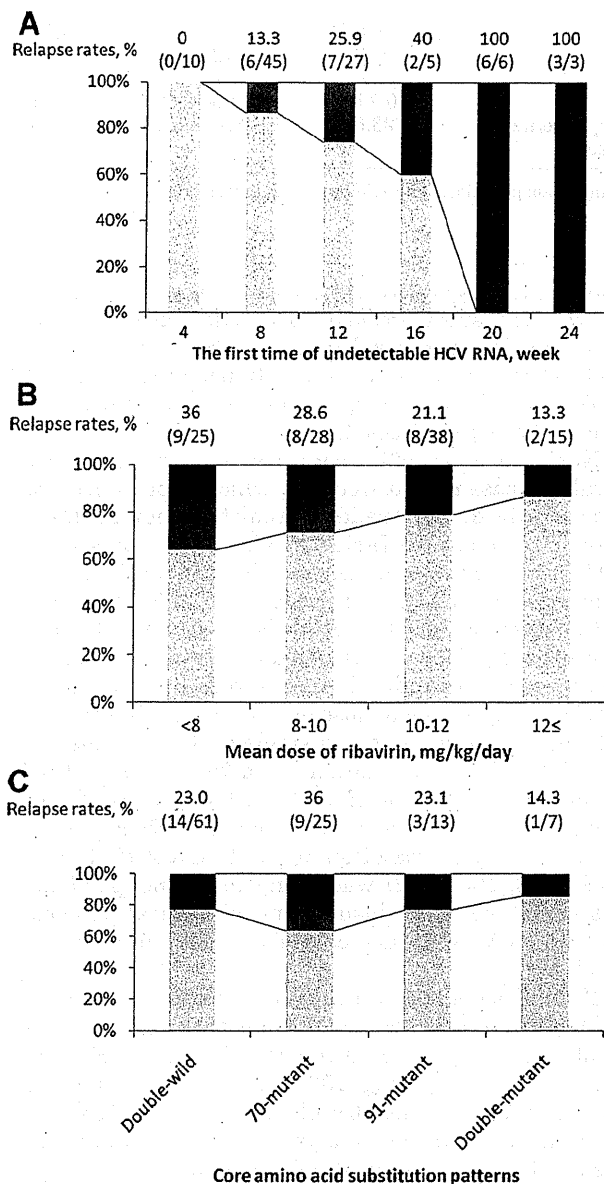 A
Relapse rates, %
0 13.3 25.9 40 100 100
(0/10) (6/45) (7/27) (2/5) (6/6) (3/3)
100%
80%
60%
40%
20%
0%
4 8 12 16 20 24
The first time of undetectable HCV RNA, week
B
Relapse rates, %
36 28.6 21.1 13.3
(9/25) (8/28) (8/38) (2/15)
100%
80%
60%
40%
20%
0%
<8 8-10 10-12 12≤
Mean dose of ribavirin, mg/kg/day
C
Relapse rates, %
23.0 36 23.1 14.3
(14/61) (9/25) (3/13) (1/7)
100%
80%
60%
40%
20%
0%
Double-wild 70-mutant 91-mutant Double-mutant
Core amino acid substitution patterns